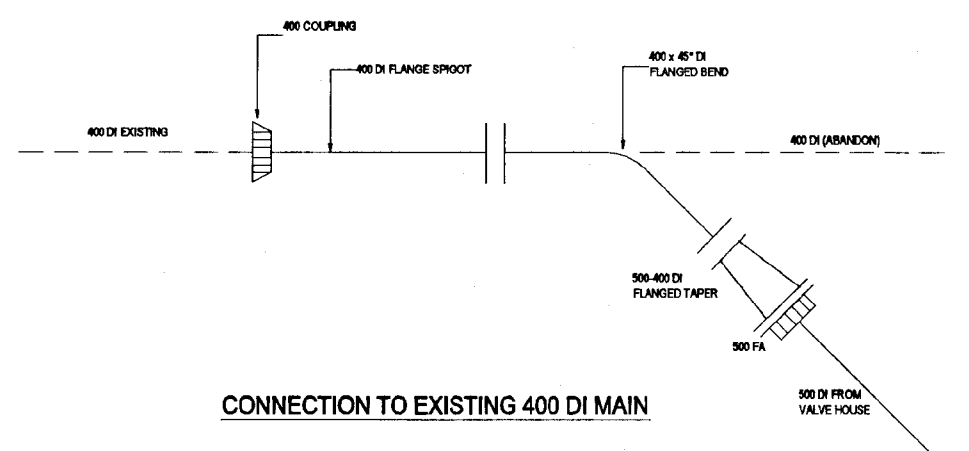 400 COUPLING
400 DI FLANGE SPIGOT
400 x 45° DI
FLANGED BEND
400 DI EXISTING
400 DI (ABANDON)
500-400 DI
FLANGED TAPER
500 FA
500 DI FROM
VALVE HOUSE
CONNECTION TO EXISTING 400 DI MAIN